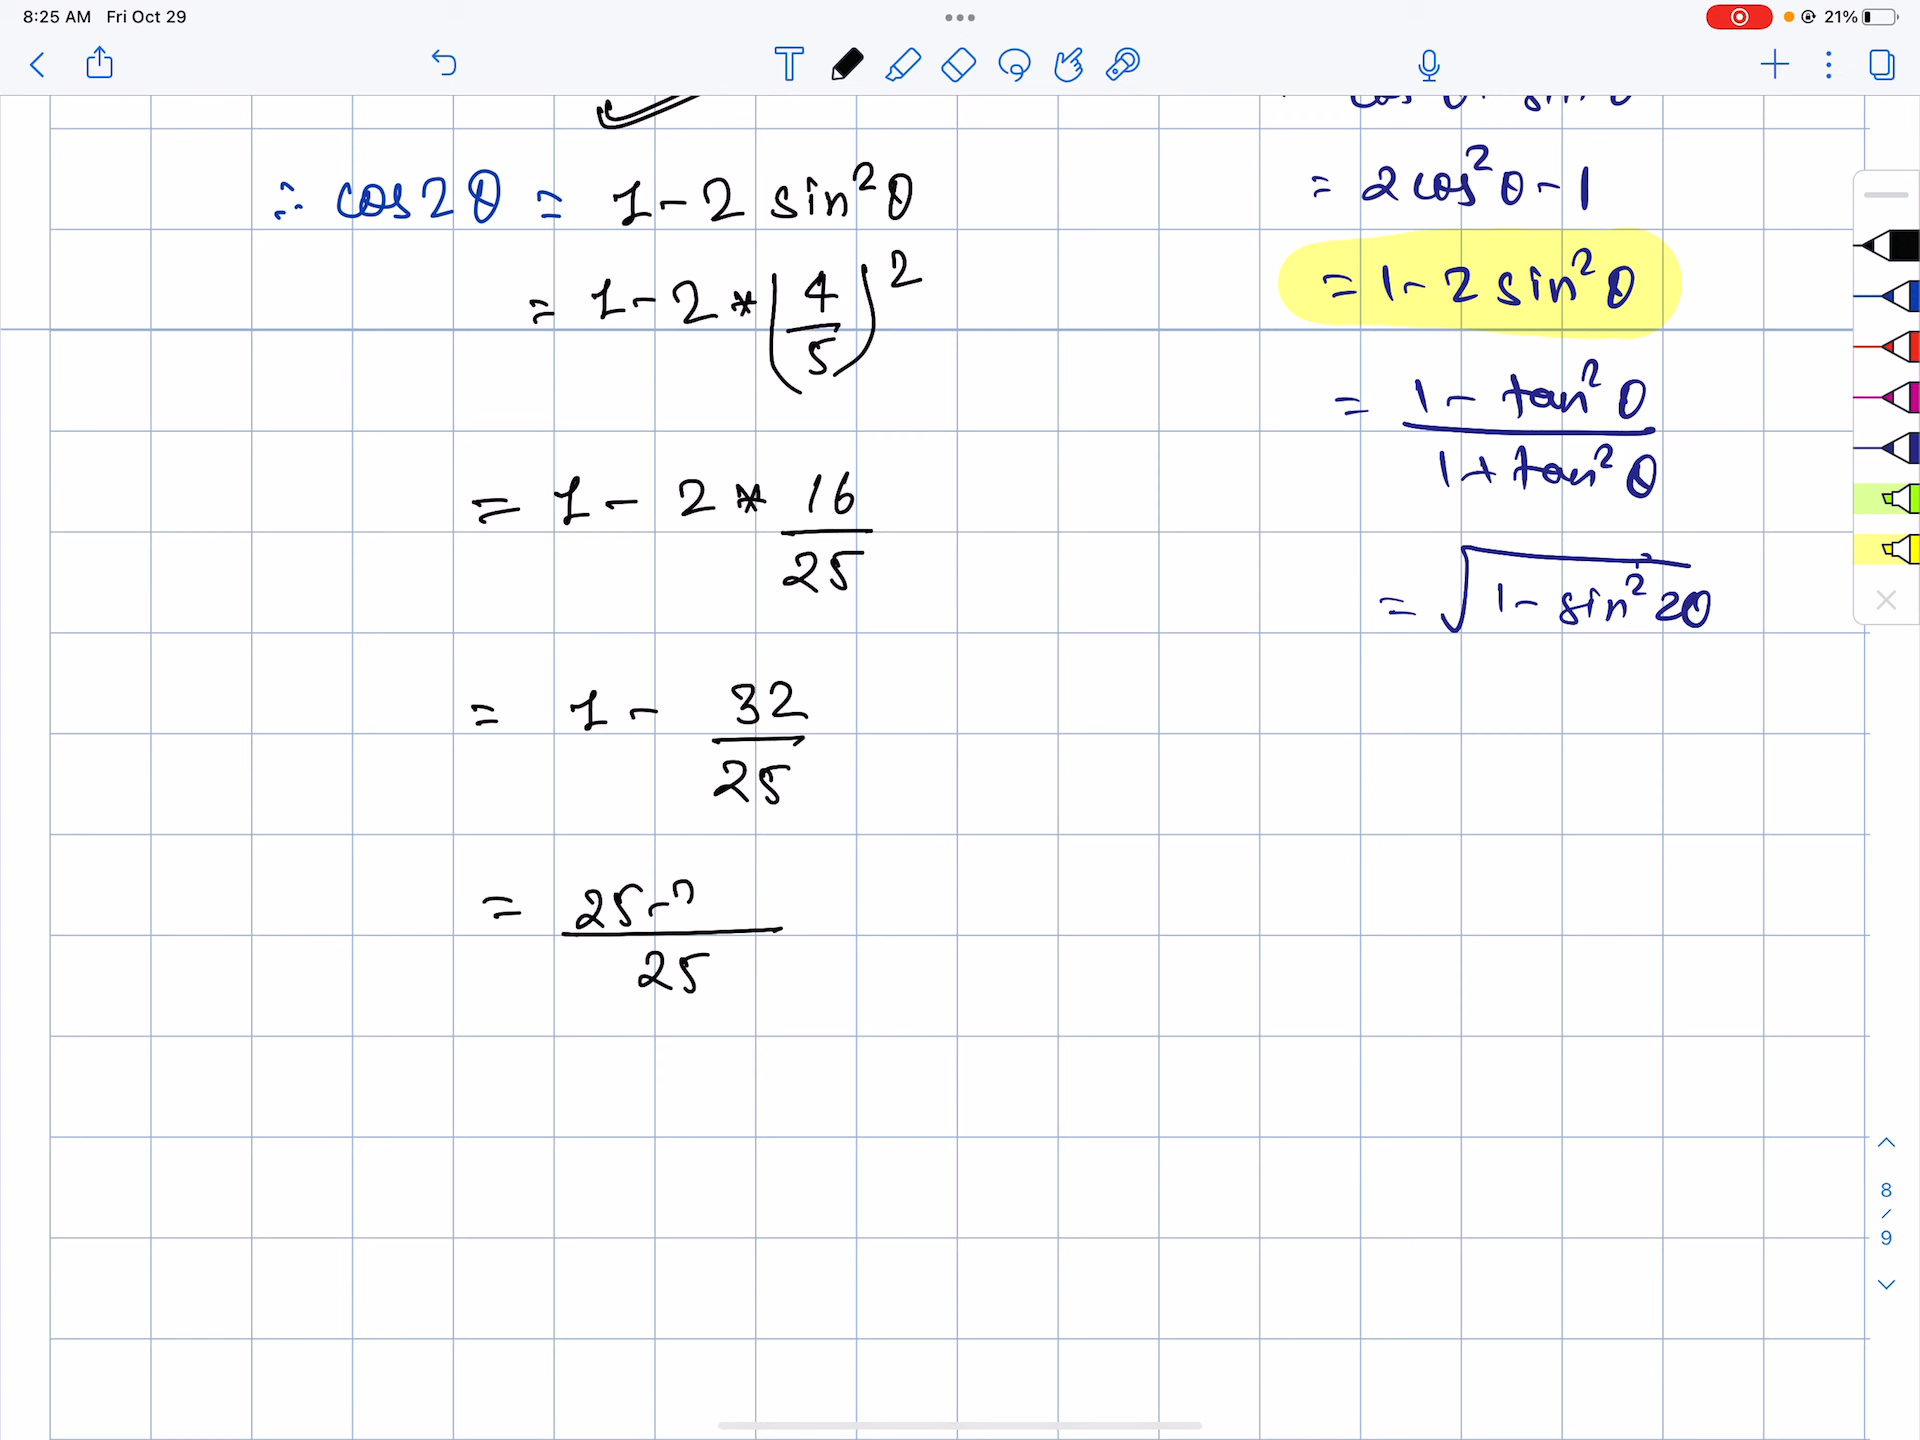 8:25 AM Fri Oct 29
21%
T
∴ cos2θ = 1-2 sin²θ
= 1-2 * (4/5)²
= 1 - 2 * 16/25
= 1 - 32/25
= 25-/25
= 2cos²θ-1
= 1-2 sin²θ
= 1 - tan²θ / 1+tan²θ
= √1-sin²2θ
8
/
9